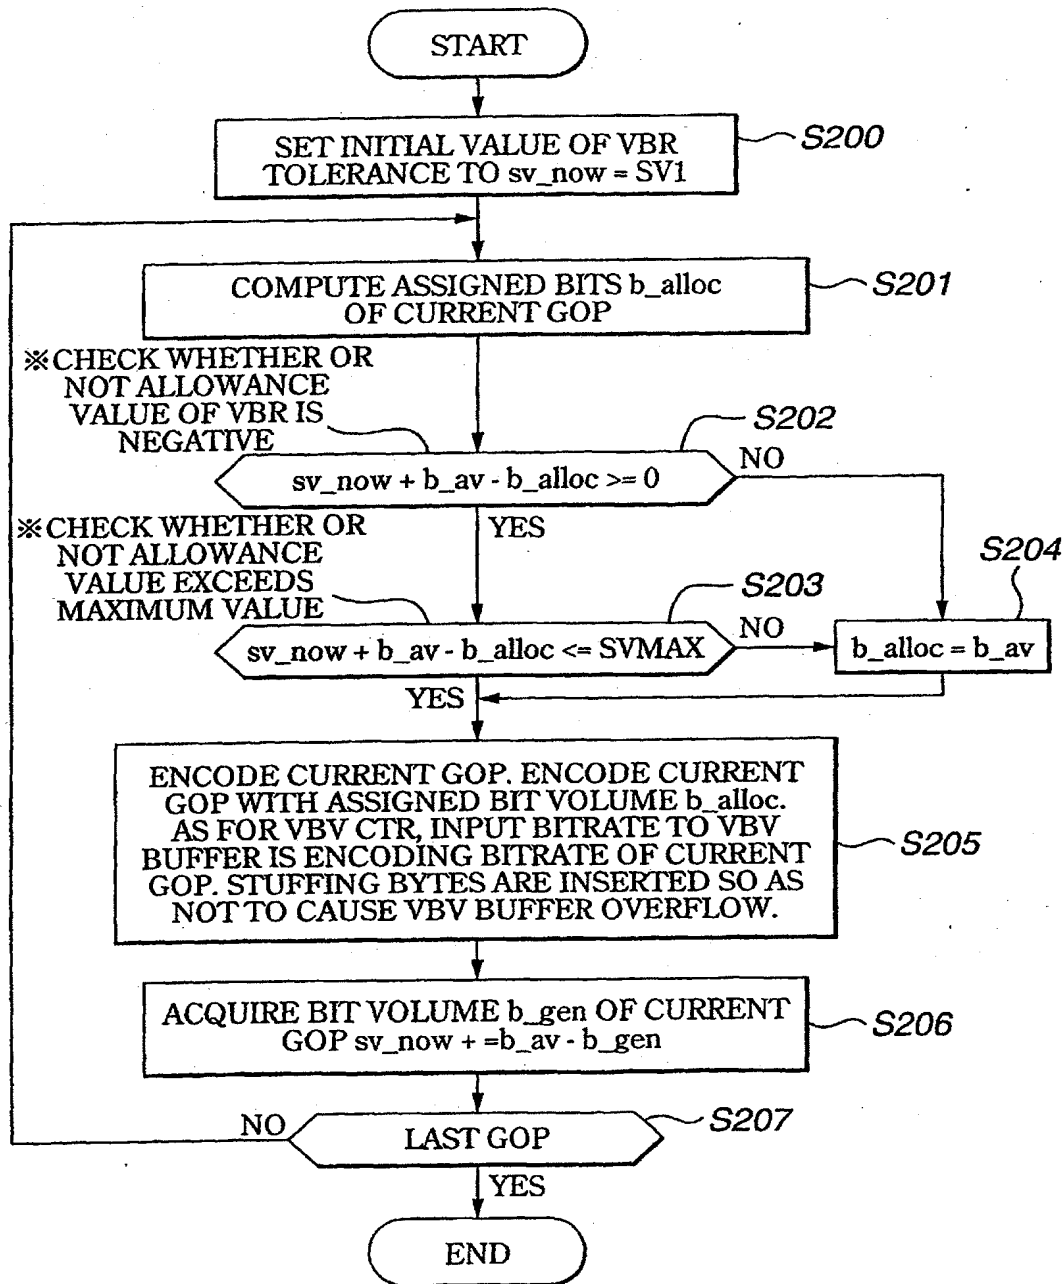 START
SET INITIAL VALUE OF VBR
TOLERANCE TO sv_now = SV1
S200
COMPUTE ASSIGNED BITS b_alloc
OF CURRENT GOP
S201
※CHECK WHETHER OR
NOT ALLOWANCE
VALUE OF VBR IS
NEGATIVE
S202
sv_now + b_av - b_alloc >= 0
NO
YES
※CHECK WHETHER OR
NOT ALLOWANCE
VALUE EXCEEDS
MAXIMUM VALUE
S203
sv_now + b_av - b_alloc <= SVMAX
NO
S204
b_alloc = b_av
YES
ENCODE CURRENT GOP. ENCODE CURRENT
GOP WITH ASSIGNED BIT VOLUME b_alloc.
AS FOR VBV CTR, INPUT BITRATE TO VBV
BUFFER IS ENCODING BITRATE OF CURRENT
GOP. STUFFING BYTES ARE INSERTED SO AS
NOT TO CAUSE VBV BUFFER OVERFLOW.
S205
ACQUIRE BIT VOLUME b_gen OF CURRENT
GOP sv_now + =b_av - b_gen
S206
NO
LAST GOP
S207
YES
END